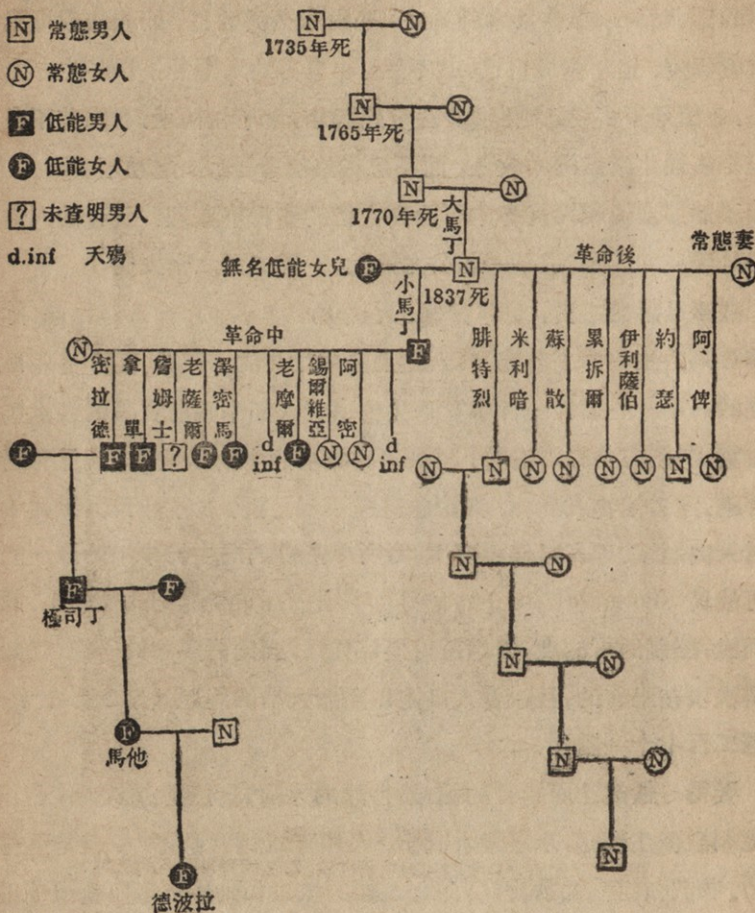 N 常態男人
N 常態女人
F 低能男人
F 低能女人
? 未查明男人
d.inf 天殤
N N
1735年死
N N
1765年死
N N
1770年死
大馬丁
無名低能女兒 F N 革命後 常態妻 N
1837死
小馬丁
N 革命中 F
密拉德
拿單
詹姆士
老薩爾
澤密馬
老摩爾
錫爾維亞
阿密
腓特烈
米利暗
蘇散
累拆爾
伊利薩伯
約瑟
阿俾
F F F ? F F d inf F N N d inf
N N N N N N N N
F F
極司丁
N N
N N
F N
馬他
N N
N
F
德波拉